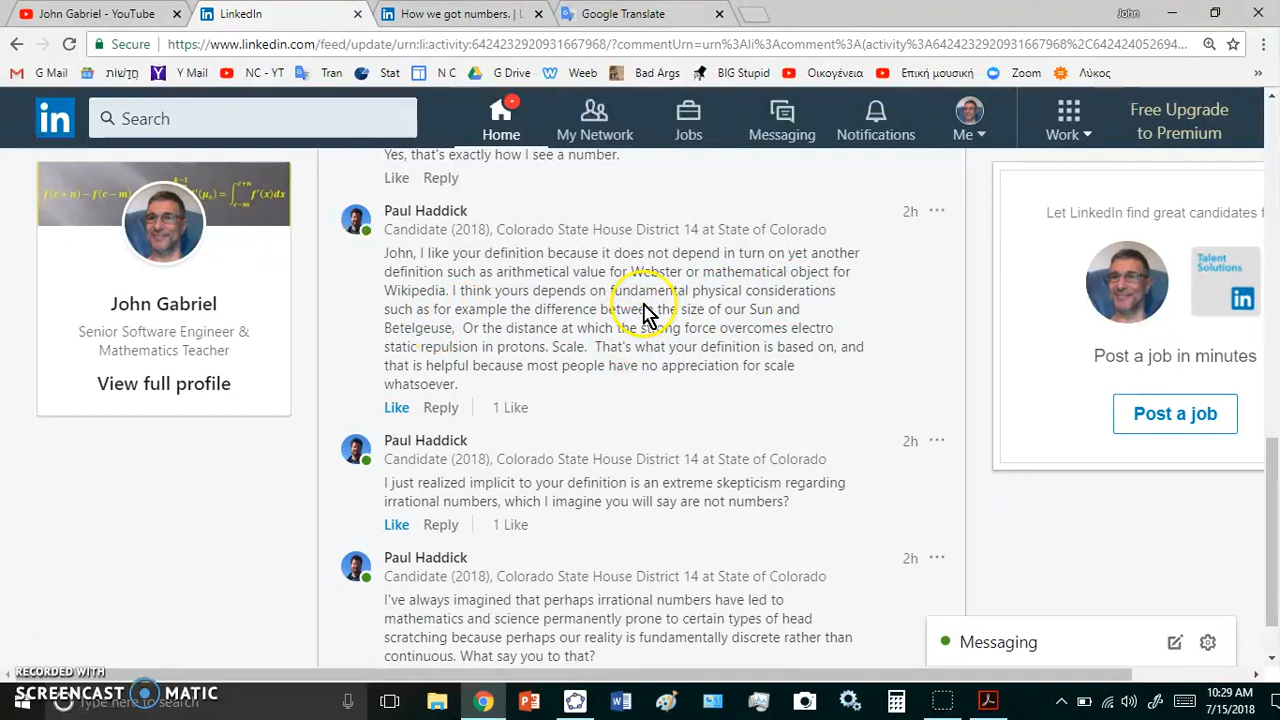 John Gabriel - YouTube
LinkedIn
How we got numbers. | L
Google Translate
John
Secure
https://www.linkedin.com/feed/update/urn:li:activity:6424232920931667968/?commentUrn=urn%3Ali%3Acomment%3A(activity%3A6424232920931667968%2C642424052694...
G Mail
חֲדָשׁוֹת
Y Mail
NC - YT
Tran
Stat
N C
G Drive
Week
Bad Args
BIG Stupid
Οικογένεια
Επική μουσική
Zoom
Λύκος
Search
Home
My Network
Jobs
Messaging
Notifications
Me
Work
Free Upgrade
to Premium
Yes, that's exactly how I see a number.
Like Reply
Paul Haddick
2h
Candidate (2018), Colorado State House District 14 at State of Colorado
John, I like your definition because it does not depend in turn on yet another
definition such as arithmetical value for Webster or mathematical object for
Wikipedia. I think yours depends on fundamental physical considerations
such as for example the difference between the size of our Sun and
Betelgeuse, Or the distance at which the strong force overcomes electro
static repulsion in protons. Scale. That's what your definition is based on, and
that is helpful because most people have no appreciation for scale
whatsoever.
Like Reply 1 Like
Paul Haddick
2h
Candidate (2018), Colorado State House District 14 at State of Colorado
I just realized implicit to your definition is an extreme skepticism regarding
irrational numbers, which I imagine you will say are not numbers?
Like Reply 1 Like
Paul Haddick
2h
Candidate (2018), Colorado State House District 14 at State of Colorado
I've always imagined that perhaps irrational numbers have led to
mathematics and science permanently prone to certain types of head
scratching because perhaps our reality is fundamentally discrete rather than
continuous. What say you to that?
John Gabriel
Senior Software Engineer &
Mathematics Teacher
View full profile
Let LinkedIn find great candidates f
Talent
Solutions
Post a job in minutes
Post a job
Messaging
RECORDED WITH
SCREENCAST MATIC
10:29 AM
7/15/2018